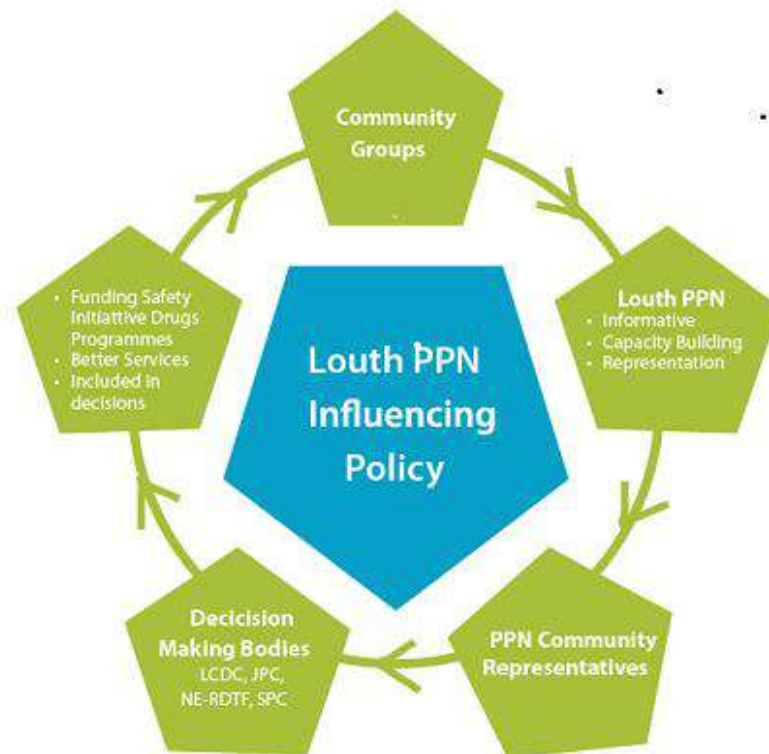 Community
Groups
Louth PPN
• Informative
• Capacity Building
• Representation
PPN Community
Representatives
Decicision
Making Bodies
LCDC, JPC,
NE-RDTF, SPC
• Funding Safety
Initiattive Drugs
Programmes
• Better Services
• Included in
decisions
Louth PPN
Influencing
Policy